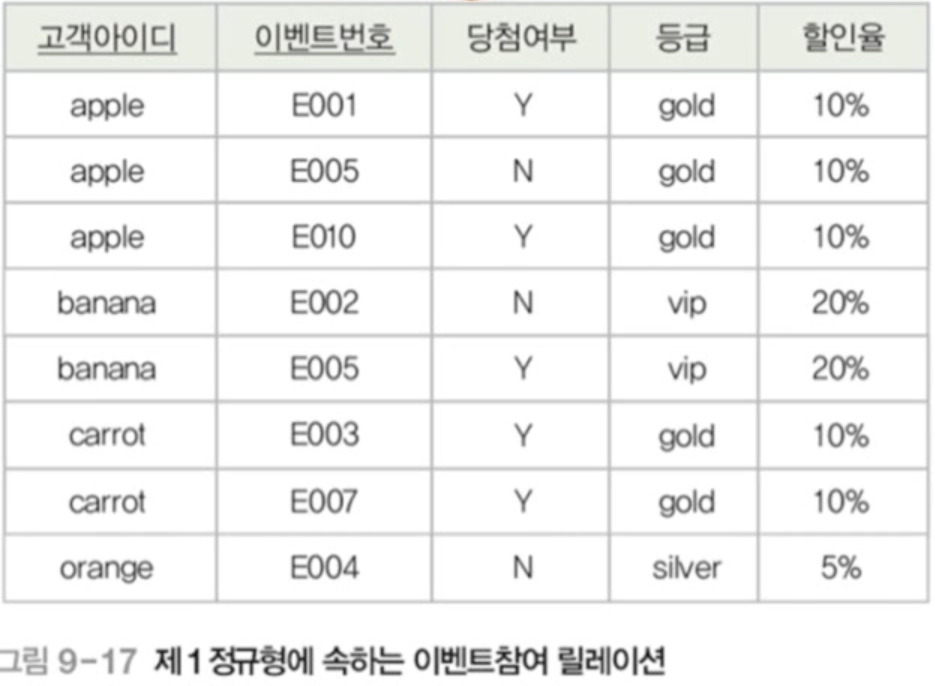 고객아이디 이벤트번호 당첨여부 등급 할인율
apple E001 Y gold 10%
apple E005 N gold 10%
apple E010 Y gold 10%
banana E002 N vip 20%
banana E005 Y vip 20%
carrot E003 Y gold 10%
carrot E007 Y gold 10%
orange E004 N silver 5%
그림 9-17 제1정규형에 속하는 이벤트참여 릴레이션